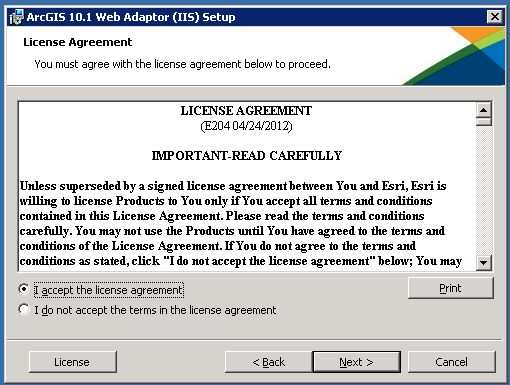 ArcGIS 10.1 Web Adaptor (IIS) Setup
License Agreement
You must agree with the license agreement below to proceed.
LICENSE AGREEMENT
(E204 04/24/2012)
IMPORTANT-READ CAREFULLY
Unless superseded by a signed license agreement between You and Esri, Esri is
willing to license Products to You only if You accept all terms and conditions
contained in this License Agreement. Please read the terms and conditions
carefully. You may not use the Products until You have agreed to the terms and
conditions of the License Agreement. If You do not agree to the terms and
conditions as stated, click "I do not accept the license agreement" below; You may
I accept the license agreement
Print
I do not accept the terms in the license agreement
License
< Back
Next >
Cancel